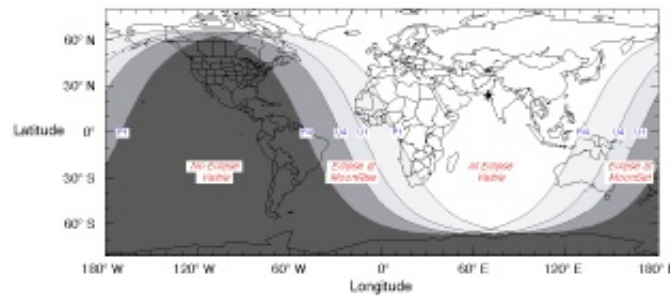 60° N
30° N
Latitude 0°
30° S
60° S
P1 P4 U4 U1 P1 P4 U4 U1
No Eclipse Visible
Eclipse at MoonRise
All Eclipse Visible
Eclipse at MoonSet
180° W 120° W 60° W 0° 60° E 120° E 180°
Longitude